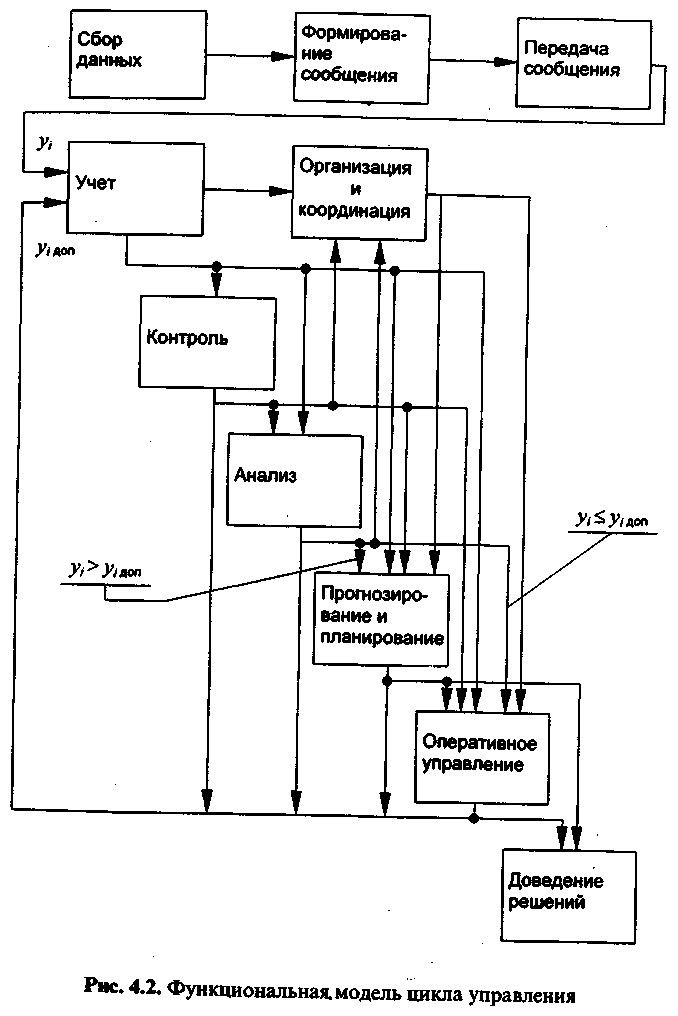 Сбор
данных
Формирова-
ние
сообщения
Передача
сообщения
yi
Учет
Организация
и
координация
yi доп
Контроль
Анализ
yi ≤ yi доп
yi > yi доп
Прогнозиро-
вание и
планирование
Оперативное
управление
Доведение
решений
Рис. 4.2. Функциональная модель цикла управления